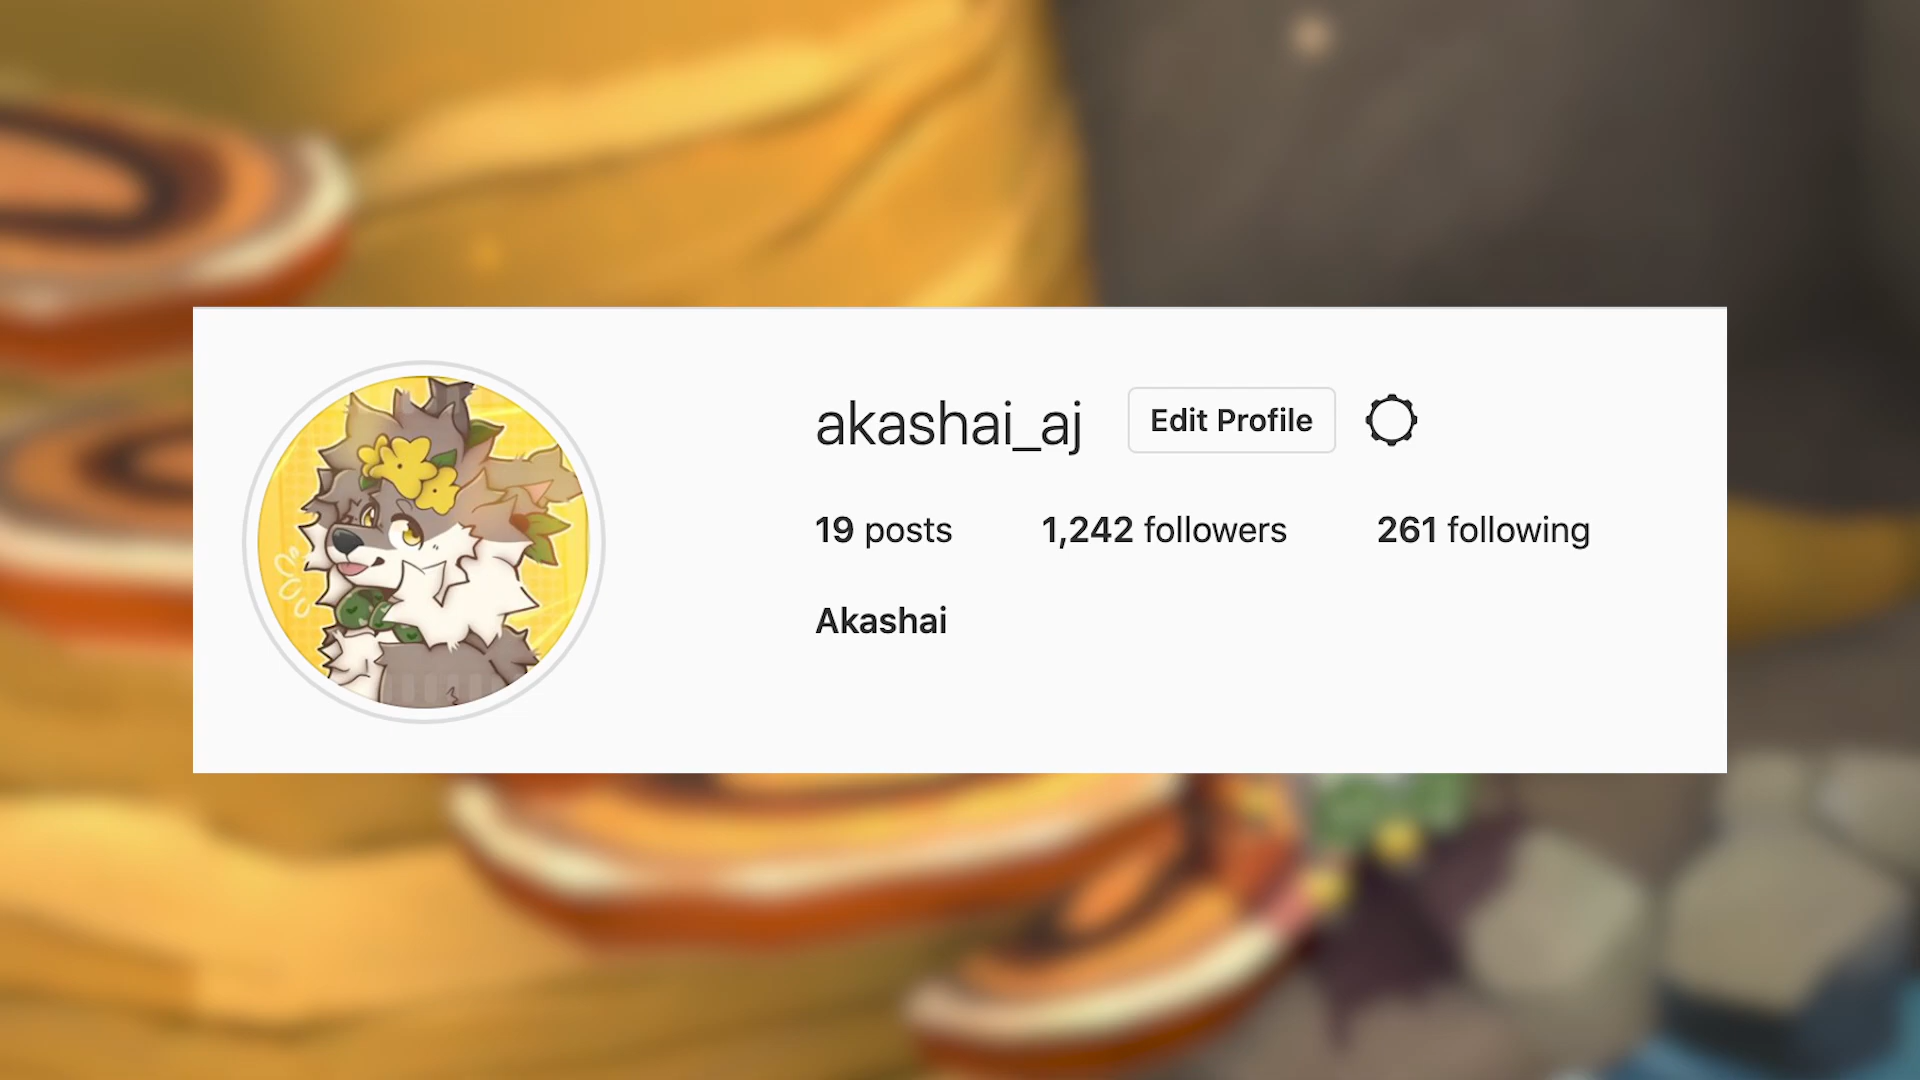 akashai_aj Edit Profile
19 posts 1,242 followers 261 following
Akashai